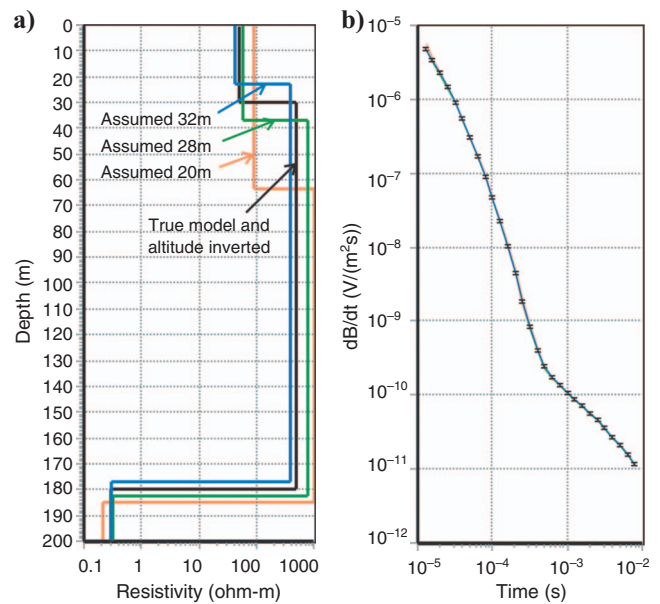 a)
0
10
20
30
40
50
60
70
80
90
100
110
120
130
140
150
160
170
180
190
200
Depth (m)
Assumed 32m
Assumed 28m
Assumed 20m
True model and
altitude inverted
0.1 1 10 100 1000
Resistivity (ohm-m)
b)
10⁻⁵
10⁻⁶
10⁻⁷
10⁻⁸
10⁻⁹
10⁻¹⁰
10⁻¹¹
10⁻¹²
dB/dt (V/(m²s))
10⁻⁵ 10⁻⁴ 10⁻³ 10⁻²
Time (s)